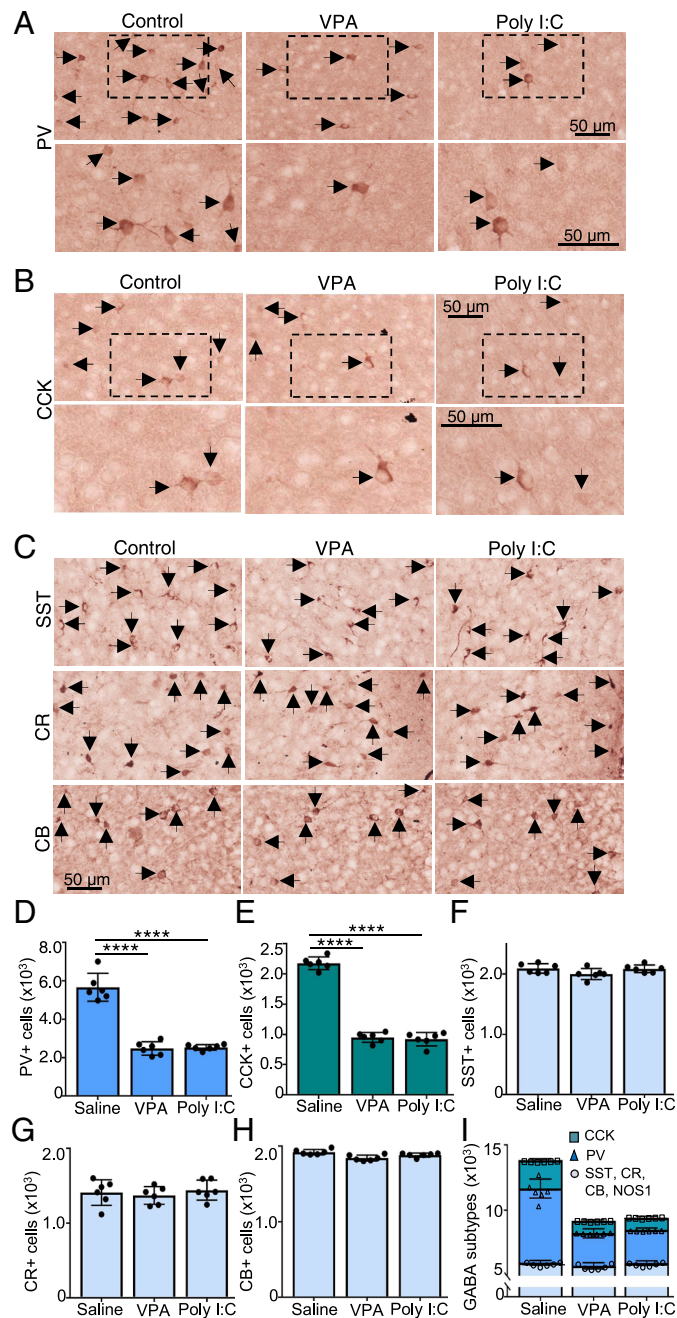 A
Control VPA Poly I:C
PV
50 µm
50 µm
B
Control VPA Poly I:C
CCK
50 µm
50 µm
C
Control VPA Poly I:C
SST
CR
CB
50 µm
D
****
****
PV+ cells (x10³)
6.0
4.0
2.0
0
Saline VPA Poly I:C
E
****
****
CCK+ cells (x10³)
2.5
2.0
1.5
1.0
0.5
0
Saline VPA Poly I:C
F
SST+ cells (x10³)
2.0
1.0
0
Saline VPA Poly I:C
G
CR+ cells (x10³)
2.0
1.0
0
Saline VPA Poly I:C
H
CB+ cells (x10³)
2.0
1.0
0
Saline VPA Poly I:C
I
CCK
PV
SST, CR,
CB, NOS1
GABA subtypes (x10³)
15
10
5
0
Saline VPA Poly I:C